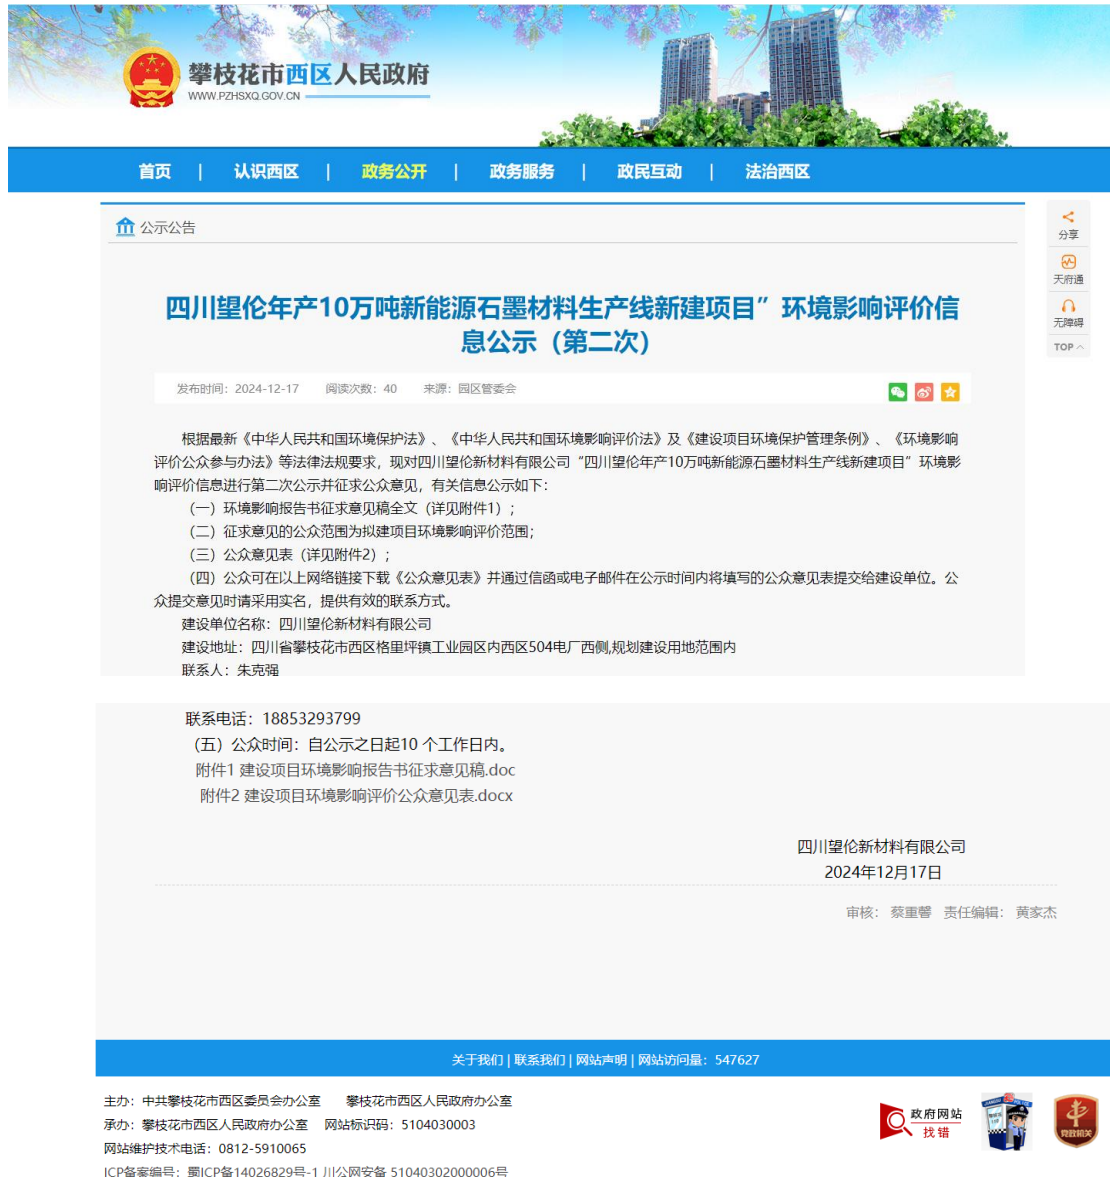 攀枝花市西区人民政府
WWW.PZHSXQ.GOV.CN
首页 | 认识西区 | 政务公开 | 政务服务 | 政民互动 | 法治西区
公示公告
分享
天府通
无障碍
TOP
四川望伦年产10万吨新能源石墨材料生产线新建项目”环境影响评价信
息公示（第二次）
发布时间：2024-12-17 阅读次数：40 来源：园区管委会
根据最新《中华人民共和国环境保护法》、《中华人民共和国环境影响评价法》及《建设项目环境保护管理条例》、《环境影响
评价公众参与办法》等法律法规要求，现对四川望伦新材料有限公司“四川望伦年产10万吨新能源石墨材料生产线新建项目”环境影
响评价信息进行第二次公示并征求公众意见，有关信息公示如下：
（一）环境影响报告书征求意见稿全文（详见附件1）；
（二）征求意见的公众范围为拟建项目环境影响评价范围；
（三）公众意见表（详见附件2）；
（四）公众可在以上网络链接下载《公众意见表》并通过信函或电子邮件在公示时间内将填写的公众意见表提交给建设单位。公
众提交意见时请采用实名，提供有效的联系方式。
建设单位名称：四川望伦新材料有限公司
建设地址：四川省攀枝花市西区格里坪镇工业园区内西区504电厂西侧,规划建设用地范围内
联系人：朱克强
联系电话：18853293799
（五）公众时间：自公示之日起10 个工作日内。
附件1 建设项目环境影响报告书征求意见稿.doc
附件2 建设项目环境影响评价公众意见表.docx
四川望伦新材料有限公司
2024年12月17日
审核： 蔡重馨 责任编辑： 黄家杰
关于我们 | 联系我们 | 网站声明 | 网站访问量：547627
主办：中共攀枝花市西区委员会办公室 攀枝花市西区人民政府办公室
承办：攀枝花市西区人民政府办公室 网站标识码：5104030003
网站维护技术电话：0812-5910065
ICP备案编号：蜀ICP备14026829号-1 川公网安备 51040302000006号
政府网站
找错
党政机关